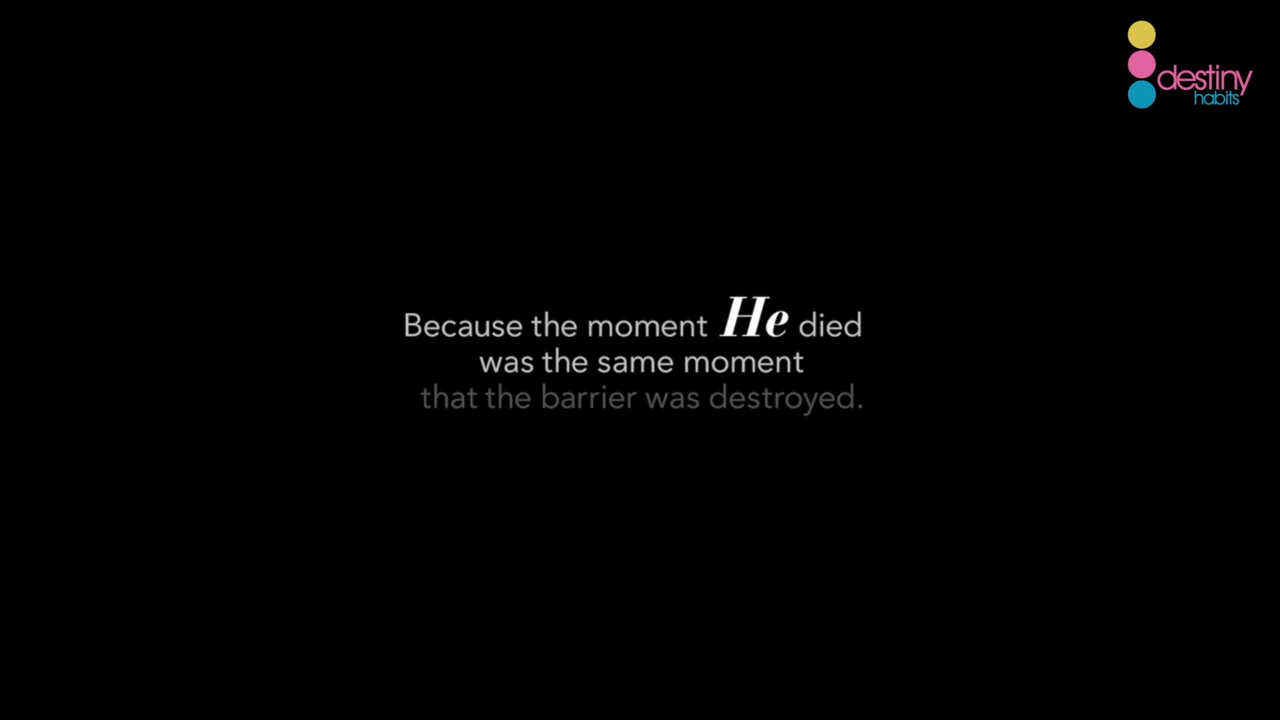 destiny
habits
Because the moment He died
was the same moment
that the barrier was destroyed.